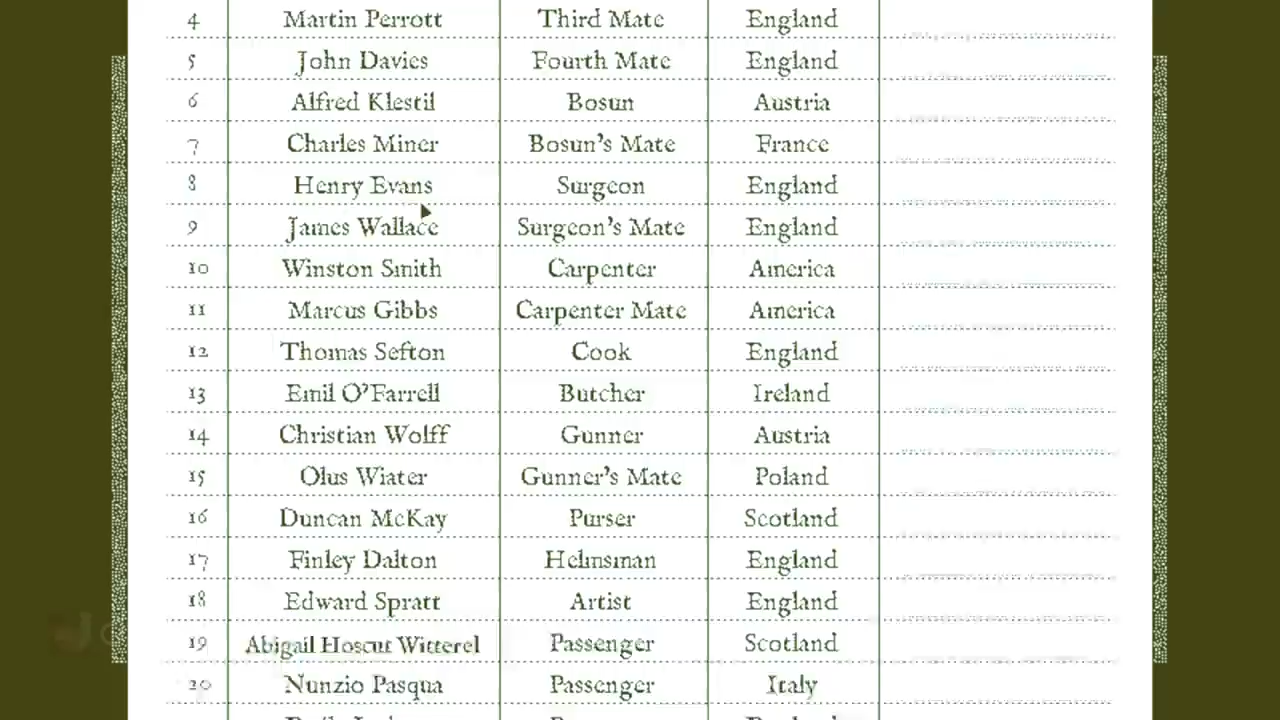 4 Martin Perrott Third Mate England
5 John Davies Fourth Mate England
6 Alfred Klestil Bosun Austria
7 Charles Miner Bosun's Mate France
8 Henry Evans Surgeon England
9 James Wallace Surgeon's Mate England
10 Winston Smith Carpenter America
11 Marcus Gibbs Carpenter Mate America
12 Thomas Sefton Cook England
13 Emil O'Farrell Butcher Ireland
14 Christian Wolff Gunner Austria
15 Olus Wiater Gunner's Mate Poland
16 Duncan McKay Purser Scotland
17 Finley Dalton Helmsman England
18 Edward Spratt Artist England
19 Abigail Hoscut Witterel Passenger Scotland
20 Nunzio Pasqua Passenger Italy